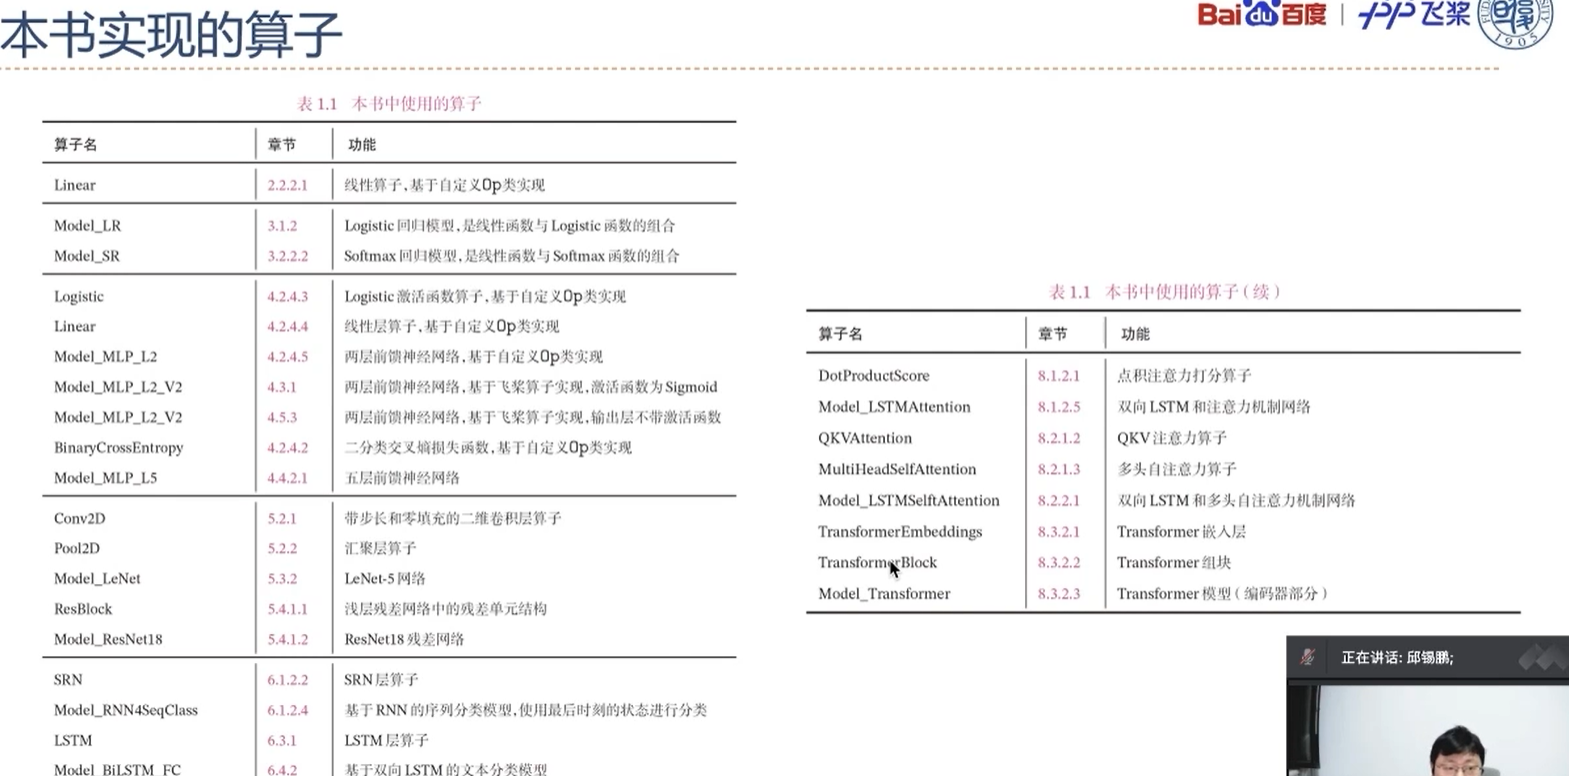 本书实现的算子
Bai du 百度 | 飞桨
1905
表 1.1 本书中使用的算子
算子名 章节 功能
Linear 2.2.2.1 线性算子,基于自定义Op类实现
Model_LR 3.1.2 Logistic 回归模型,是线性函数与 Logistic 函数的组合
Model_SR 3.2.2.2 Softmax 回归模型,是线性函数与 Softmax 函数的组合
Logistic 4.2.4.3 Logistic 激活函数算子,基于自定义Op类实现
Linear 4.2.4.4 线性层算子,基于自定义Op类实现
Model_MLP_L2 4.2.4.5 两层前馈神经网络,基于自定义Op类实现
Model_MLP_L2_V2 4.3.1 两层前馈神经网络,基于飞桨算子实现,激活函数为 Sigmoid
Model_MLP_L2_V2 4.5.3 两层前馈神经网络,基于飞桨算子实现,输出层不带激活函数
BinaryCrossEntropy 4.2.4.2 二分类交叉熵损失函数,基于自定义Op类实现
Model_MLP_L5 4.4.2.1 五层前馈神经网络
Conv2D 5.2.1 带步长和零填充的二维卷积层算子
Pool2D 5.2.2 汇聚层算子
Model_LeNet 5.3.2 LeNet-5 网络
ResBlock 5.4.1.1 浅层残差网络中的残差单元结构
Model_ResNet18 5.4.1.2 ResNet18 残差网络
SRN 6.1.2.2 SRN 层算子
Model_RNN4SeqClass 6.1.2.4 基于 RNN 的序列分类模型,使用最后时刻的状态进行分类
LSTM 6.3.1 LSTM 层算子
Model_BiLSTM_FC 6.4.2 基于双向 LSTM 的文本分类模型
表 1.1 本书中使用的算子(续)
算子名 章节 功能
DotProductScore 8.1.2.1 点积注意力打分算子
Model_LSTMAttention 8.1.2.5 双向 LSTM 和注意力机制网络
QKVAttention 8.2.1.2 QKV 注意力算子
MultiHeadSelfAttention 8.2.1.3 多头自注意力算子
Model_LSTMSelftAttention 8.2.2.1 双向 LSTM 和多头自注意力机制网络
TransformerEmbeddings 8.3.2.1 Transformer 嵌入层
TransformerBlock 8.3.2.2 Transformer 组块
Model_Transformer 8.3.2.3 Transformer 模型(编码器部分)
正在讲话: 邱锡鹏;